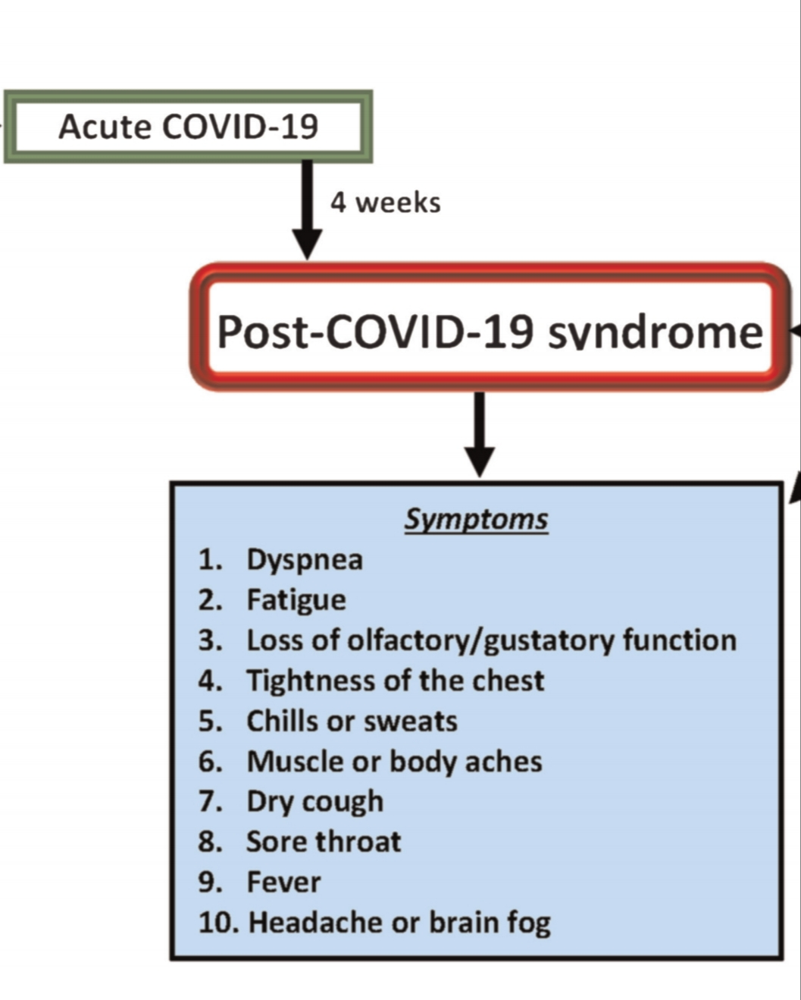 Acute COVID-19
4 weeks
Post-COVID-19 syndrome
Symptoms
1. Dyspnea
2. Fatigue
3. Loss of olfactory/gustatory function
4. Tightness of the chest
5. Chills or sweats
6. Muscle or body aches
7. Dry cough
8. Sore throat
9. Fever
10. Headache or brain fog